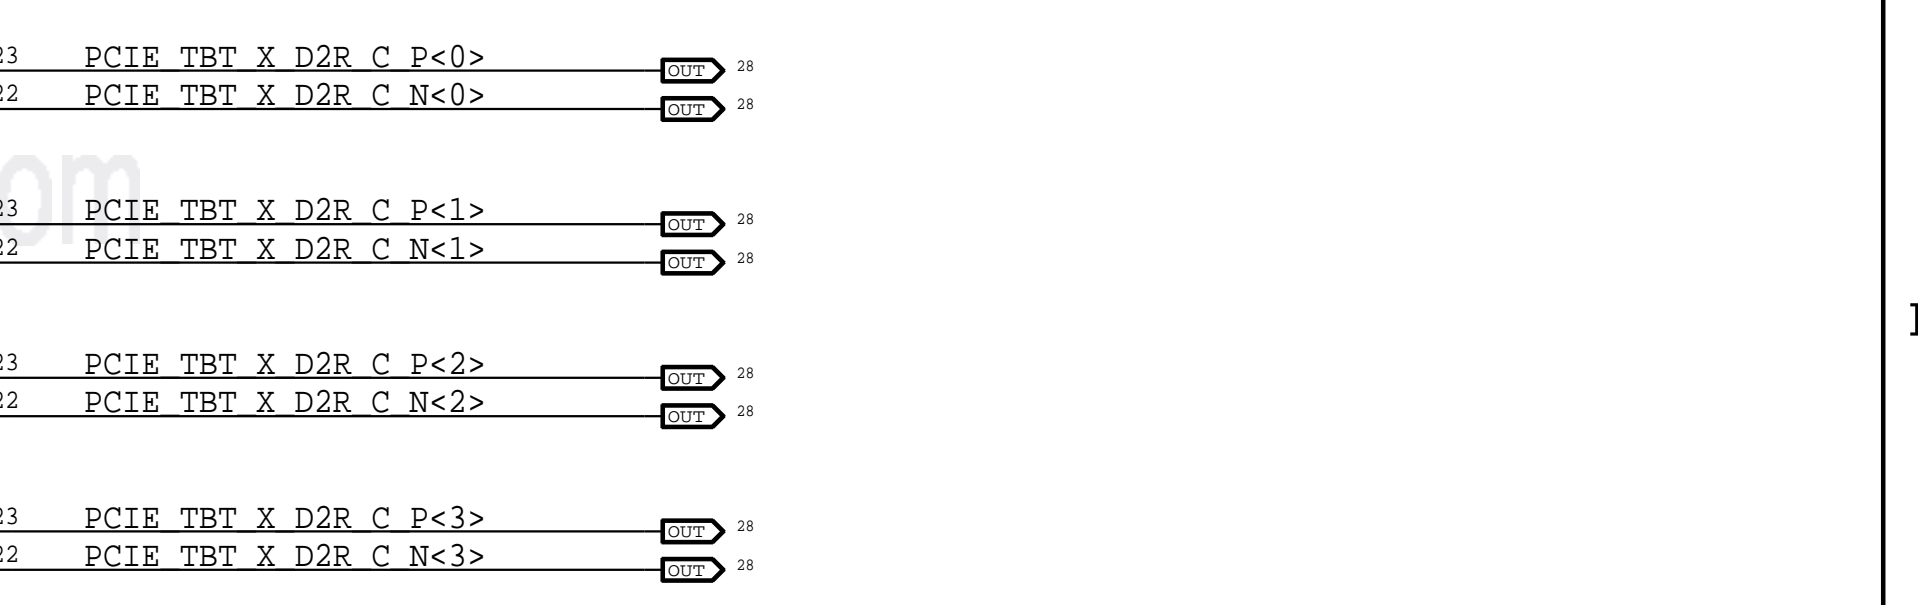 23 PCIE_TBT_X_D2R_C_P<0> OUT 28
22 PCIE_TBT_X_D2R_C_N<0> OUT 28
om
23 PCIE_TBT_X_D2R_C_P<1> OUT 28
22 PCIE_TBT_X_D2R_C_N<1> OUT 28
23 PCIE_TBT_X_D2R_C_P<2> OUT 28
22 PCIE_TBT_X_D2R_C_N<2> OUT 28
23 PCIE_TBT_X_D2R_C_P<3> OUT 28
22 PCIE_TBT_X_D2R_C_N<3> OUT 28